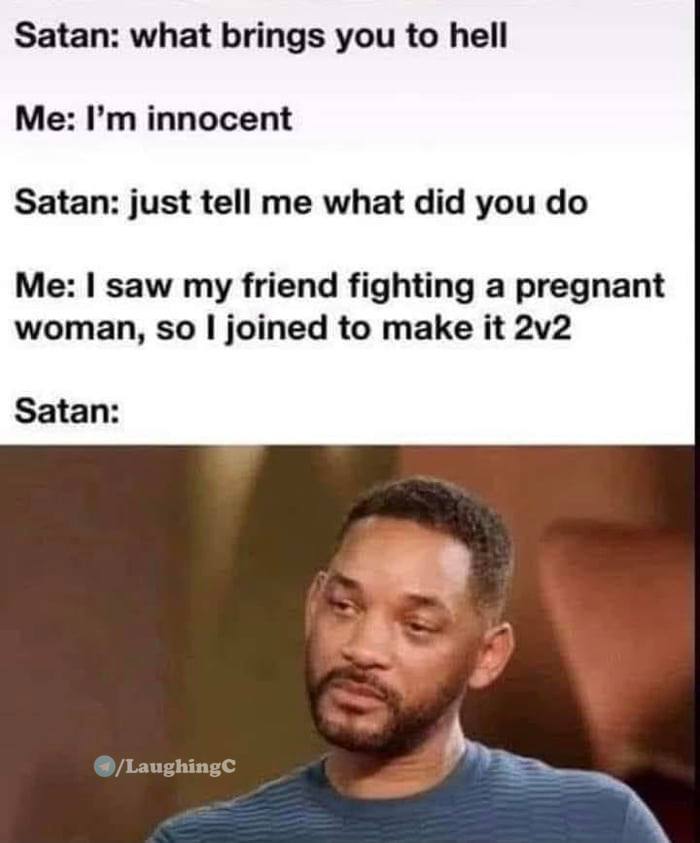 Satan: what brings you to hell
Me: I'm innocent
Satan: just tell me what did you do
Me: I saw my friend fighting a pregnant
woman, so I joined to make it 2v2
Satan:
/LaughingC